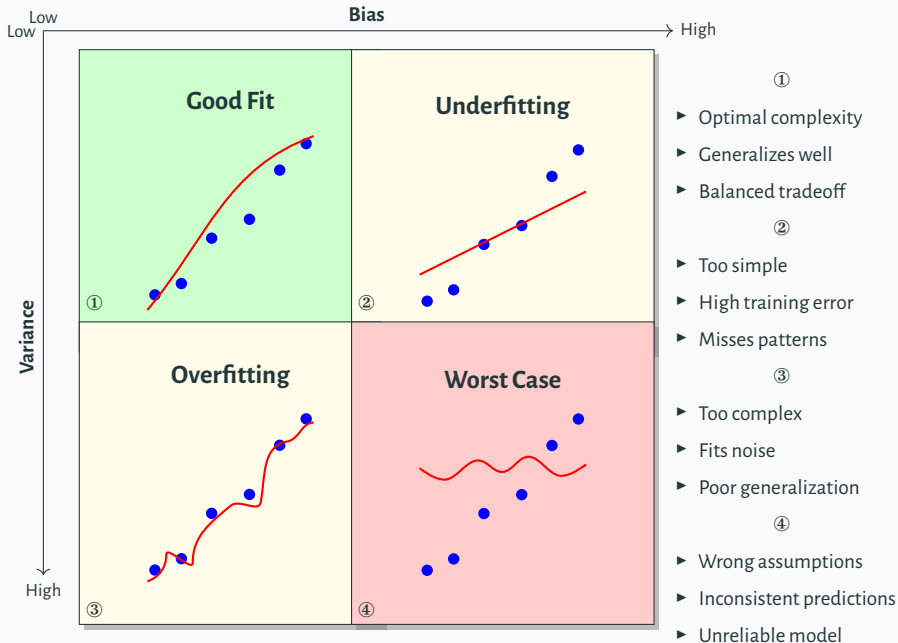 Low
Bias
Low
High
Good Fit
Underfitting
①
②
Variance
Overfitting
Worst Case
High
③
④
①
► Optimal complexity
► Generalizes well
► Balanced tradeoff
②
► Too simple
► High training error
► Misses patterns
③
► Too complex
► Fits noise
► Poor generalization
④
► Wrong assumptions
► Inconsistent predictions
► Unreliable model